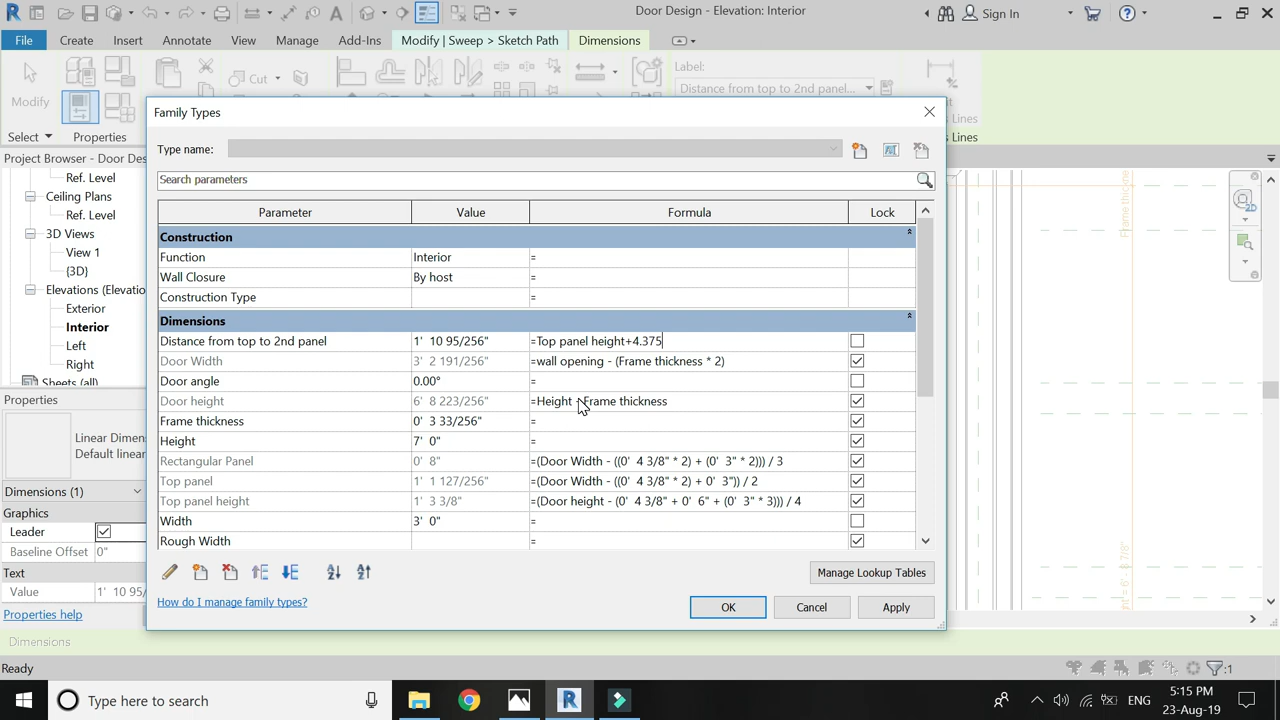 Door Design - Elevation: Interior
Sign In
File
Create
Insert
Annotate
View
Manage
Add-Ins
Modify | Sweep > Sketch Path
Dimensions
Label:
Cut
Distance from top to 2nd panel...
Modify
Select
Properties
Lines
Lines
Project Browser - Door Des
Ref. Level
Ceiling Plans
Ref. Level
3D Views
View 1
{3D}
Elevations (Elevatio
Exterior
Interior
Left
Right
Sheets (all)
Properties
Linear Dimen
Default linear
Dimensions (1)
Graphics
Leader
Baseline Offset 0"
Text
Value 1' 10 95/
Properties help
Dimensions
Ready
Family Types
Type name:
Search parameters
Parameter Value Formula Lock
Construction
Function Interior =
Wall Closure By host =
Construction Type =
Dimensions
Distance from top to 2nd panel 1' 10 95/256" =Top panel height+4.375
Door Width 3' 2 191/256" =wall opening - (Frame thickness * 2)
Door angle 0.00° =
Door height 6' 8 223/256" =Height - Frame thickness
Frame thickness 0' 3 33/256" =
Height 7' 0" =
Rectangular Panel 0' 8" =(Door Width - ((0' 4 3/8" * 2) + (0' 3" * 2))) / 3
Top panel 1' 1 127/256" =(Door Width - ((0' 4 3/8" * 2) + 0' 3")) / 2
Top panel height 1' 3 3/8" =(Door height - (0' 4 3/8" + 0' 6" + (0' 3" * 3))) / 4
Width 3' 0" =
Rough Width =
Manage Lookup Tables
How do I manage family types?
OK
Cancel
Apply
Frame thickne
:1
Type here to search
ENG
5:15 PM
23-Aug-19